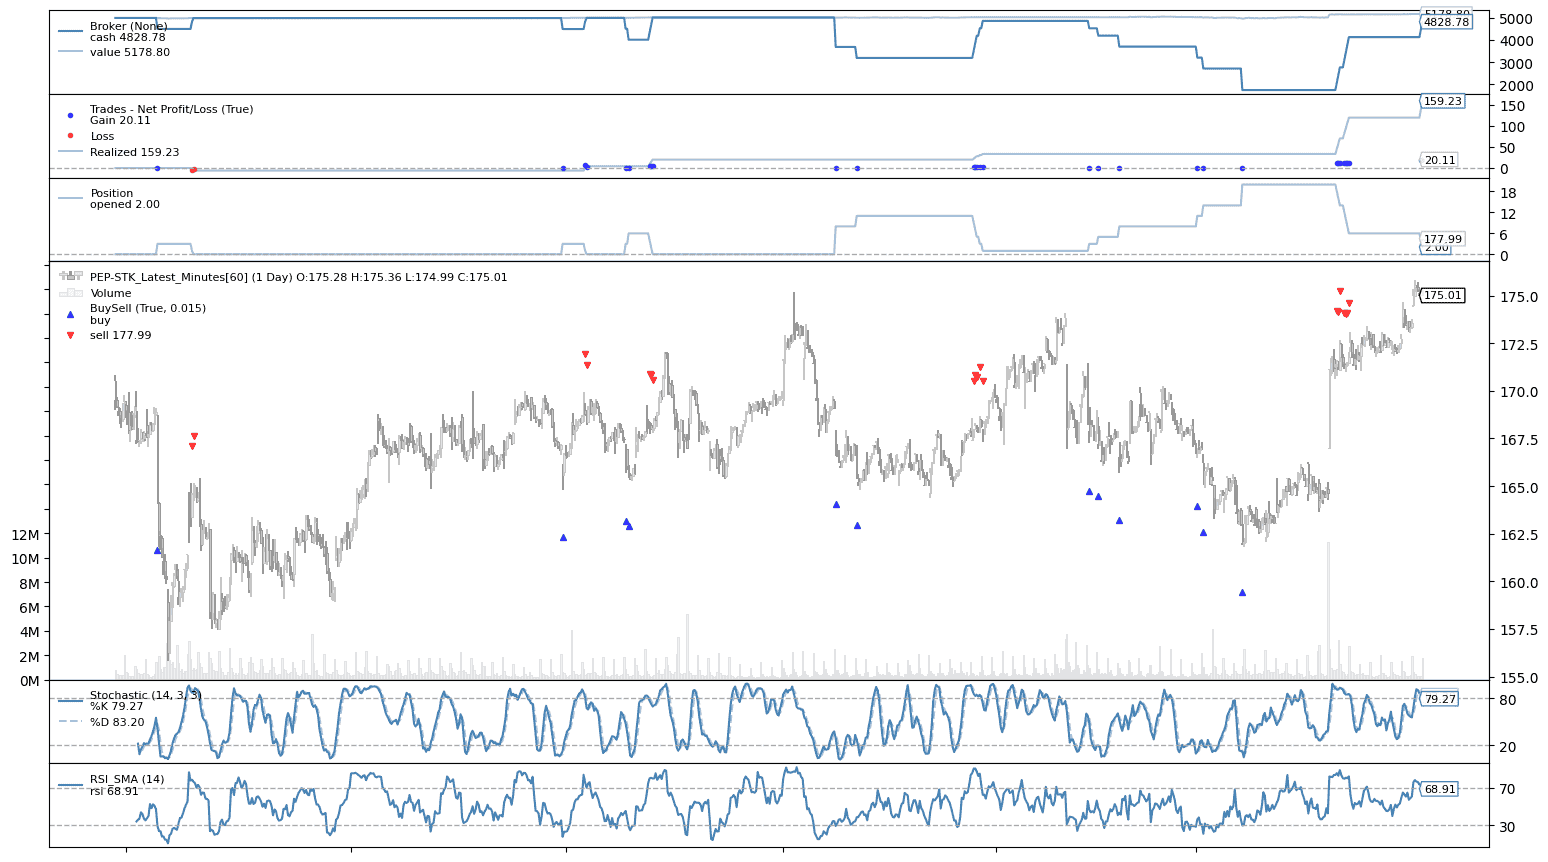 Broker (None)
cash 4828.78
value 5178.80
5178.80
4828.78
5000
4000
3000
2000
Trades - Net Profit/Loss (True)
Gain 20.11
Loss
Realized 159.23
159.23
20.11
150
100
50
0
Position
opened 2.00
177.99
2.00
18
12
6
0
PEP-STK_Latest_Minutes[60] (1 Day) O:175.28 H:175.36 L:174.99 C:175.01
Volume
BuySell (True, 0.015)
buy
sell 177.99
175.01
175.0
172.5
170.0
167.5
165.0
162.5
160.0
157.5
155.0
12M
10M
8M
6M
4M
2M
0M
Stochastic (14, 3, 3)
%K 79.27
%D 83.20
79.27
80
20
RSI_SMA (14)
rsi 68.91
68.91
70
30